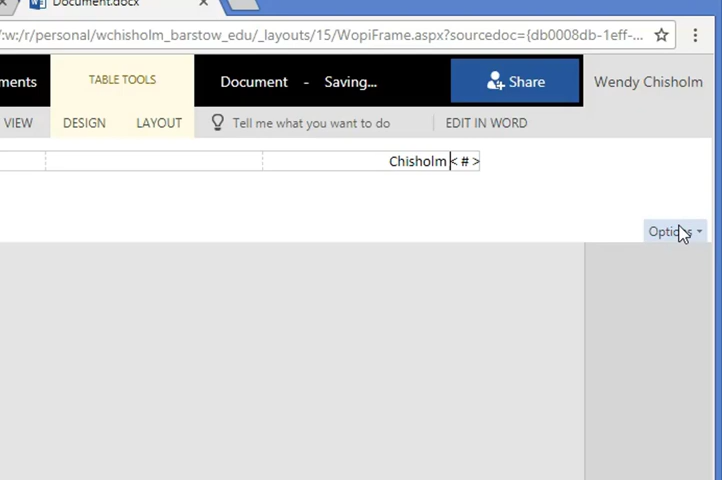 Document.docx
:w:/r/personal/wchisholm_barstow_edu/_layouts/15/WopiFrame.aspx?sourcedoc={db0008db-1eff-...
ments TABLE TOOLS Document - Saving... Share Wendy Chisholm
VIEW DESIGN LAYOUT Tell me what you want to do EDIT IN WORD
Chisholm < # >
Options